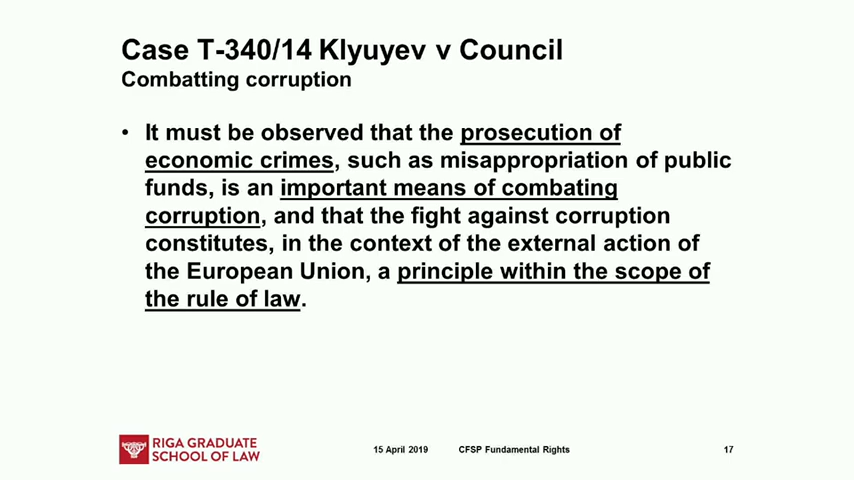 Case T-340/14 Klyuyev v Council
Combatting corruption
• It must be observed that the prosecution of
economic crimes, such as misappropriation of public
funds, is an important means of combating
corruption, and that the fight against corruption
constitutes, in the context of the external action of
the European Union, a principle within the scope of
the rule of law.
RIGA GRADUATE
SCHOOL OF LAW
15 April 2019 CFSP Fundamental Rights 17